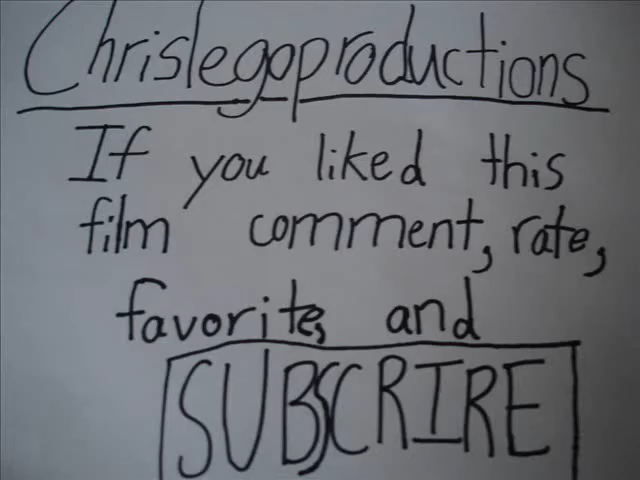 Chrislegoproductions
If you liked this
film comment, rate,
favorite, and
SUBSCRIRE